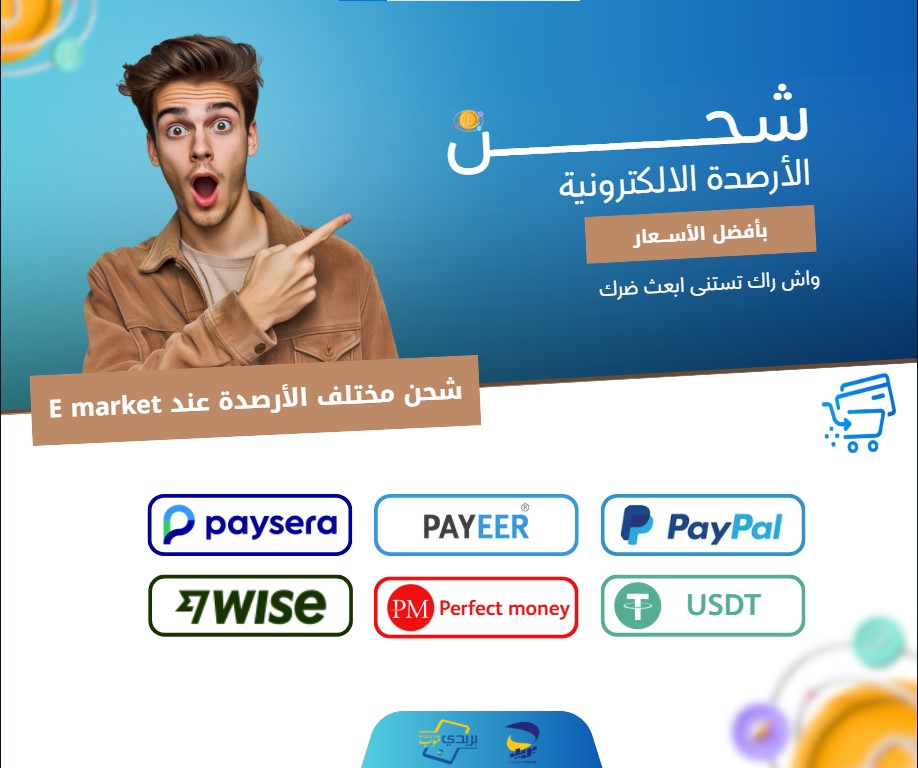 شحن
الأرصدة الالكترونية
بأفضل الأسعار
واش راك تستنى ابعث ضرك
شحن مختلف الأرصدة عند E market
paysera
PAYEER®
PayPal
WISE
PM Perfect money
USDT
بريدي